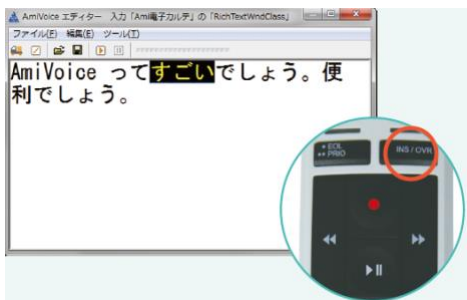 AmiVoice エディター 入力「Ami電子カルテ」の「RichTextWndClass」
ファイル(F) 編集(E) ツール(T)
AmiVoice ってすごいでしょう。便
利でしょう。
• EOL
•• PRIO
INS / OVR